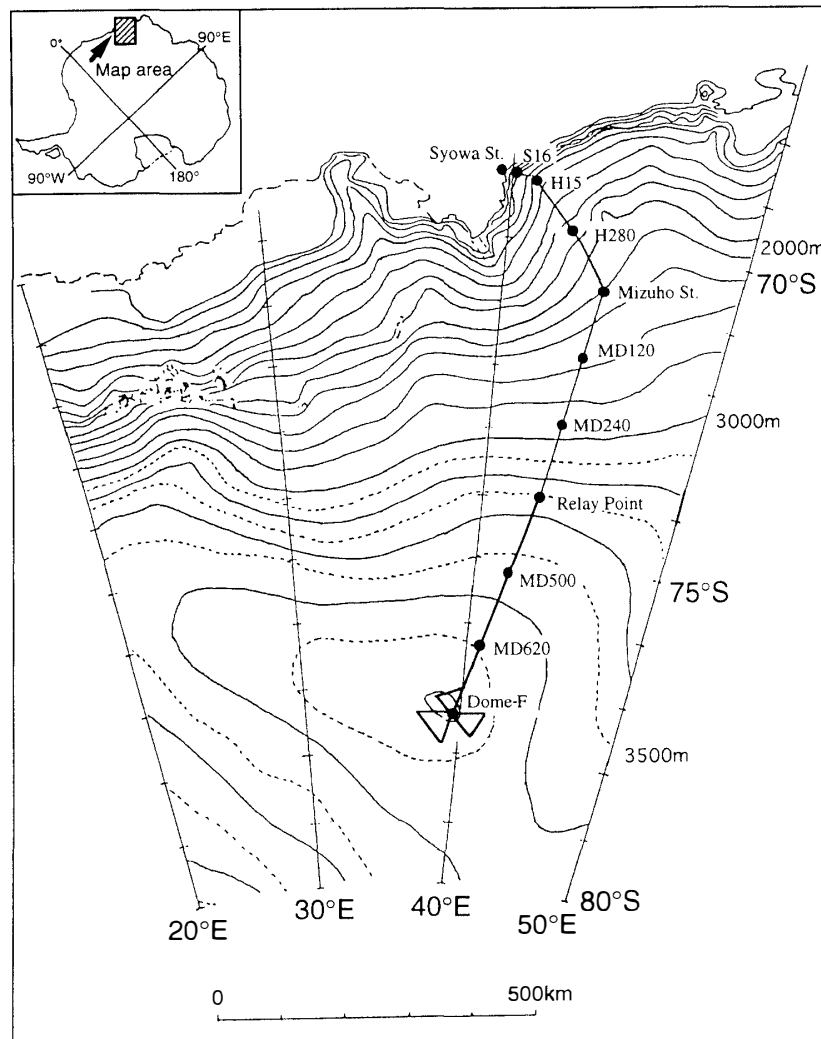 0°
90°E
Map area
90°W
180°
Syowa St.
S16
H15
H280
2000m
70°S
Mizuho St.
MD120
3000m
MD240
Relay Point
MD500
75°S
MD620
Dome-F
3500m
80°S
50°E
40°E
30°E
20°E
0
500km